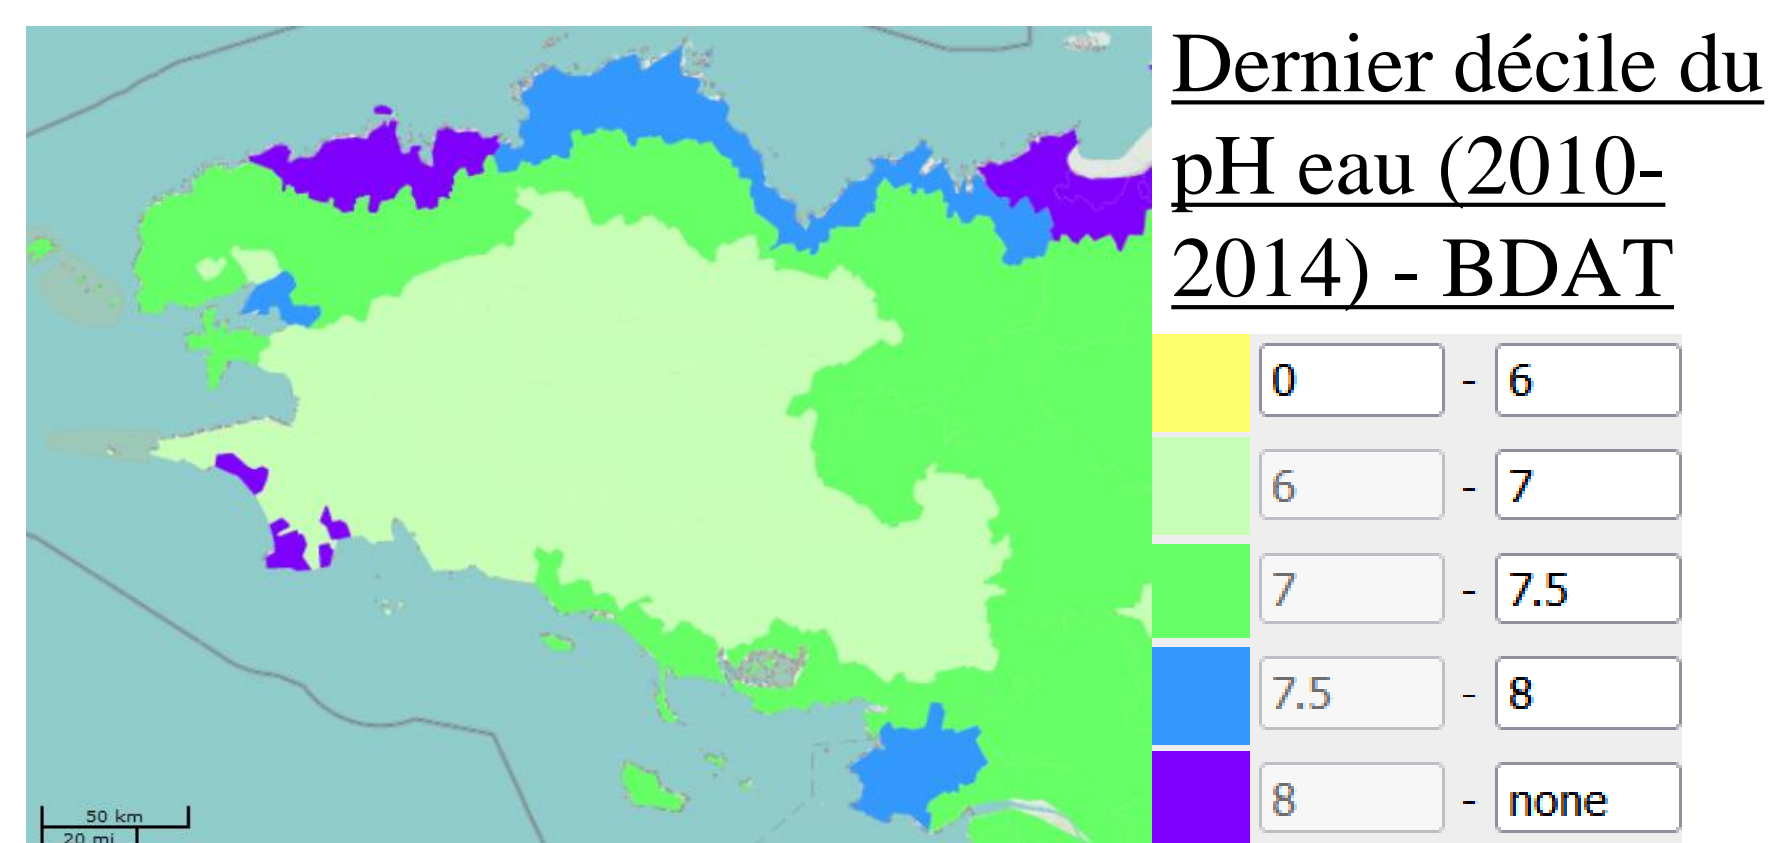 Dernier décile du
pH eau (2010-
2014) - BDAT
0 - 6
6 - 7
7 - 7.5
7.5 - 8
8 - none
50 km
20 mi